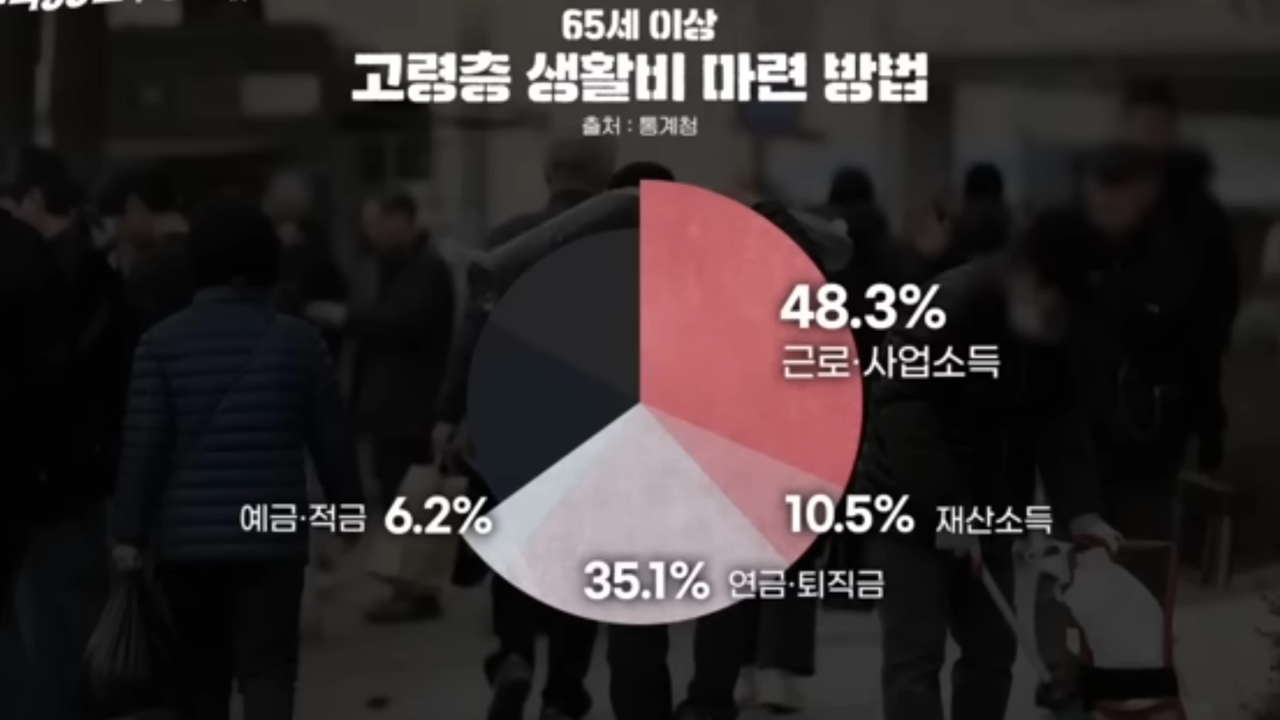 65세 이상
고령층 생활비 마련 방법
출처 : 통계청
48.3%
근로·사업소득
10.5% 재산소득
예금·적금 6.2%
35.1% 연금·퇴직금